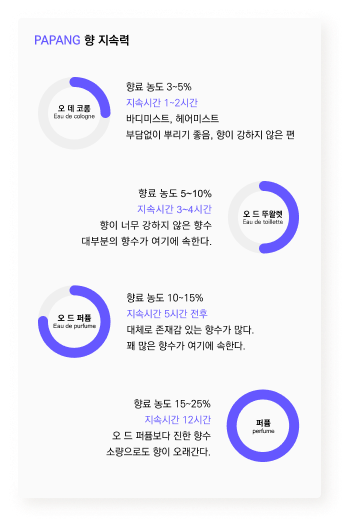 PAPANG 향 지속력
향료 농도 3~5%
지속시간 1~2시간
오 데 코롱
Eau de cologne
바디미스트, 헤어미스트
부담없이 뿌리기 좋음, 향이 강하지 않은 편
향료 농도 5~10%
지속시간 3~4시간
향이 너무 강하지 않은 향수
대부분의 향수가 여기에 속한다.
오 드 뚜왈렛
Eau de toillette
향료 농도 10~15%
지속시간 5시간 전후
오 드 퍼퓸
Eau de purfume
대체로 존재감 있는 향수가 많다.
꽤 많은 향수가 여기에 속한다.
향료 농도 15~25%
지속시간 12시간
오 드 퍼퓸보다 진한 향수
소량으로도 향이 오래간다.
퍼퓸
perfume